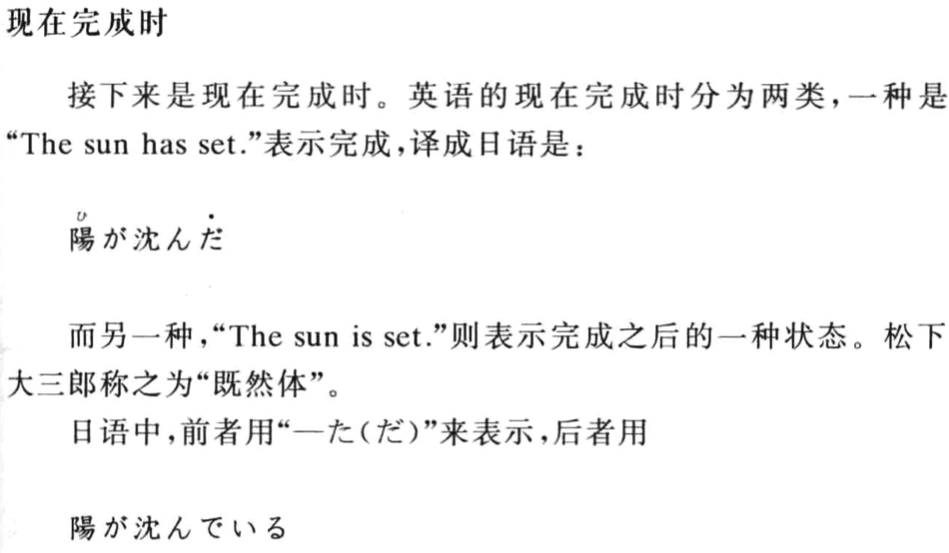 现在完成时
接下来是现在完成时。英语的现在完成时分为两类，一种是
“The sun has set.”表示完成，译成日语是：
ひ
陽が沈んだ
而另一种，“The sun is set.”则表示完成之后的一种状态。松下
大三郎称之为“既然体”。
日语中，前者用“—た（だ）”来表示，后者用
陽が沈んでいる